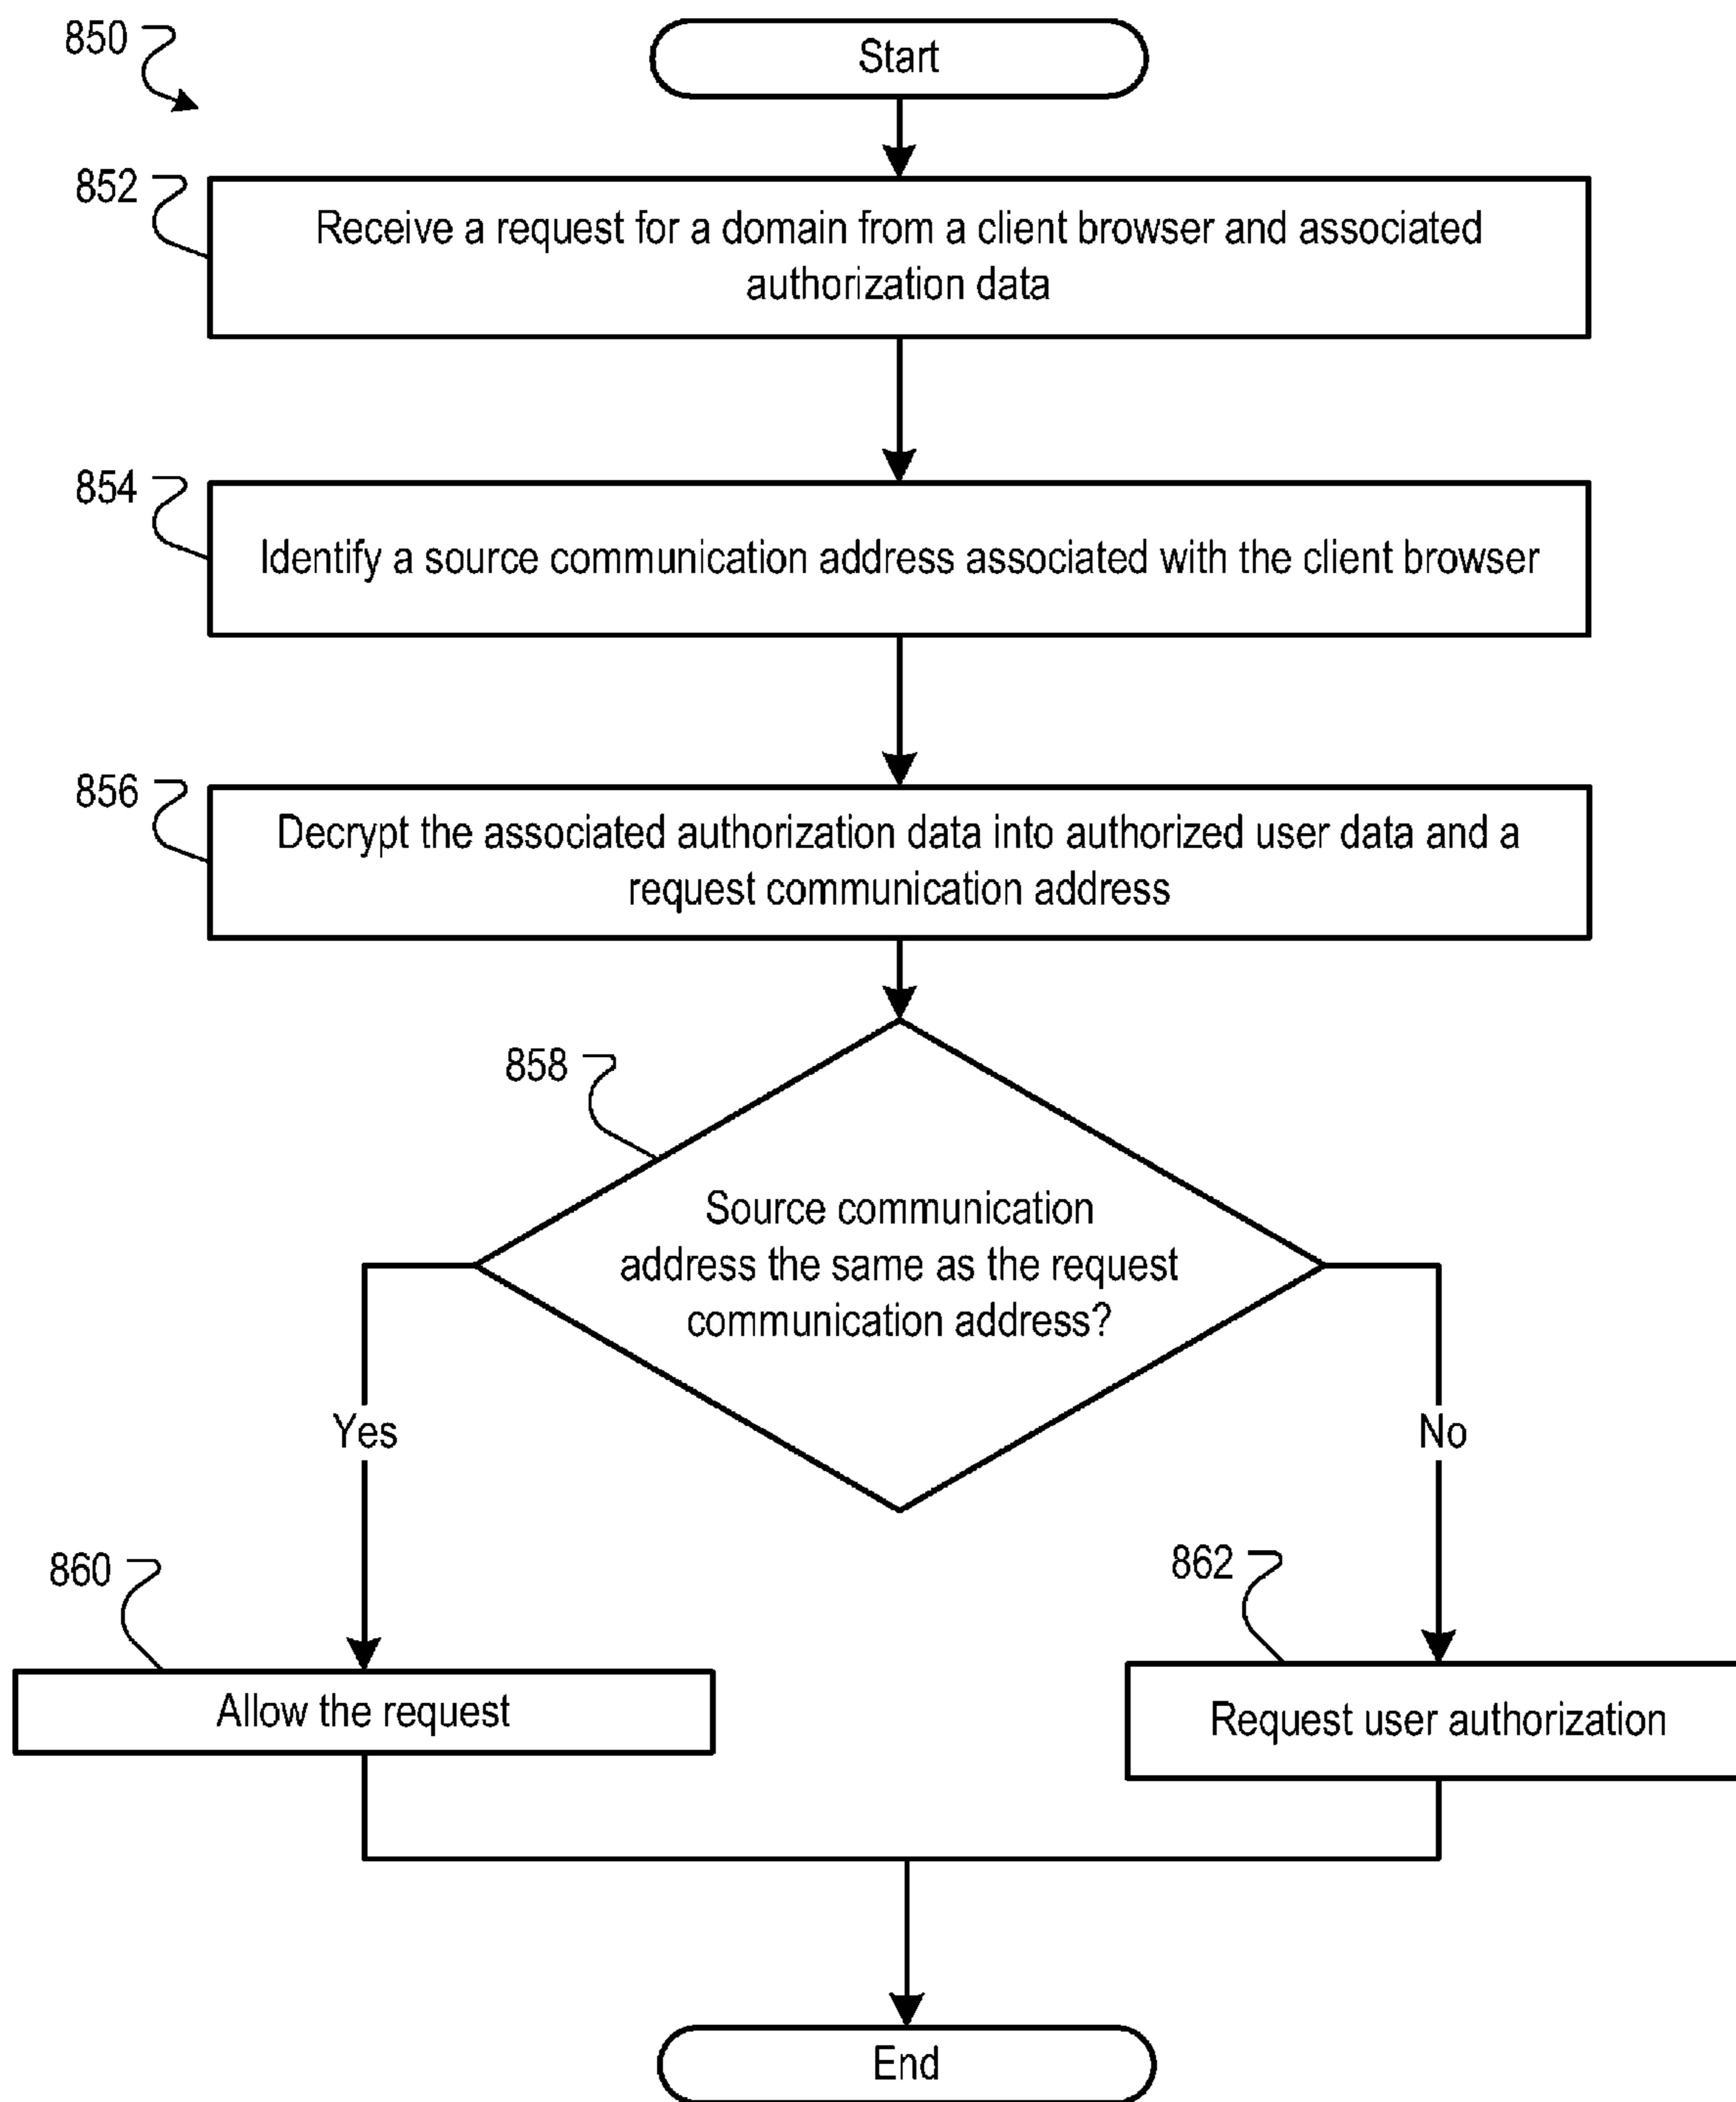 850
Start
852
Receive a request for a domain from a client browser and associated
authorization data
854
Identify a source communication address associated with the client browser
856
Decrypt the associated authorization data into authorized user data and a
request communication address
858
Source communication
address the same as the request
communication address?
Yes
No
860
Allow the request
862
Request user authorization
End